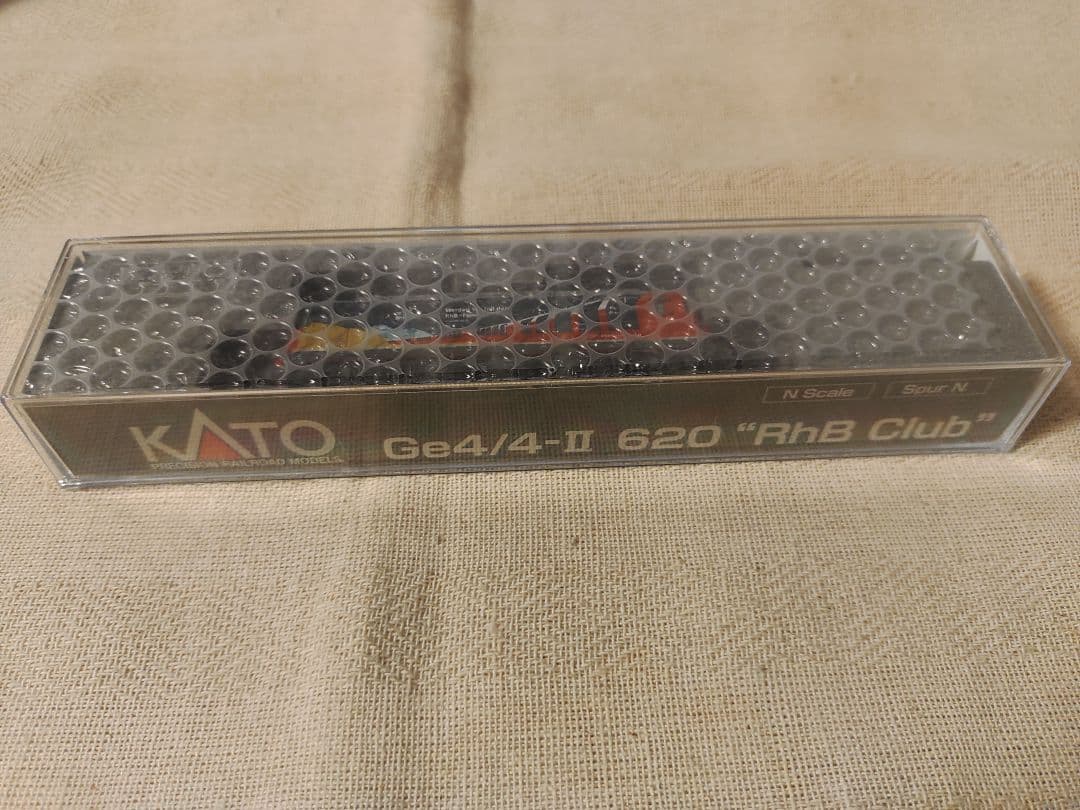 N Scale
Spur N
KATO
PRECISION RAILROAD MODELS
Ge4/4-II 620 "RhB Club"